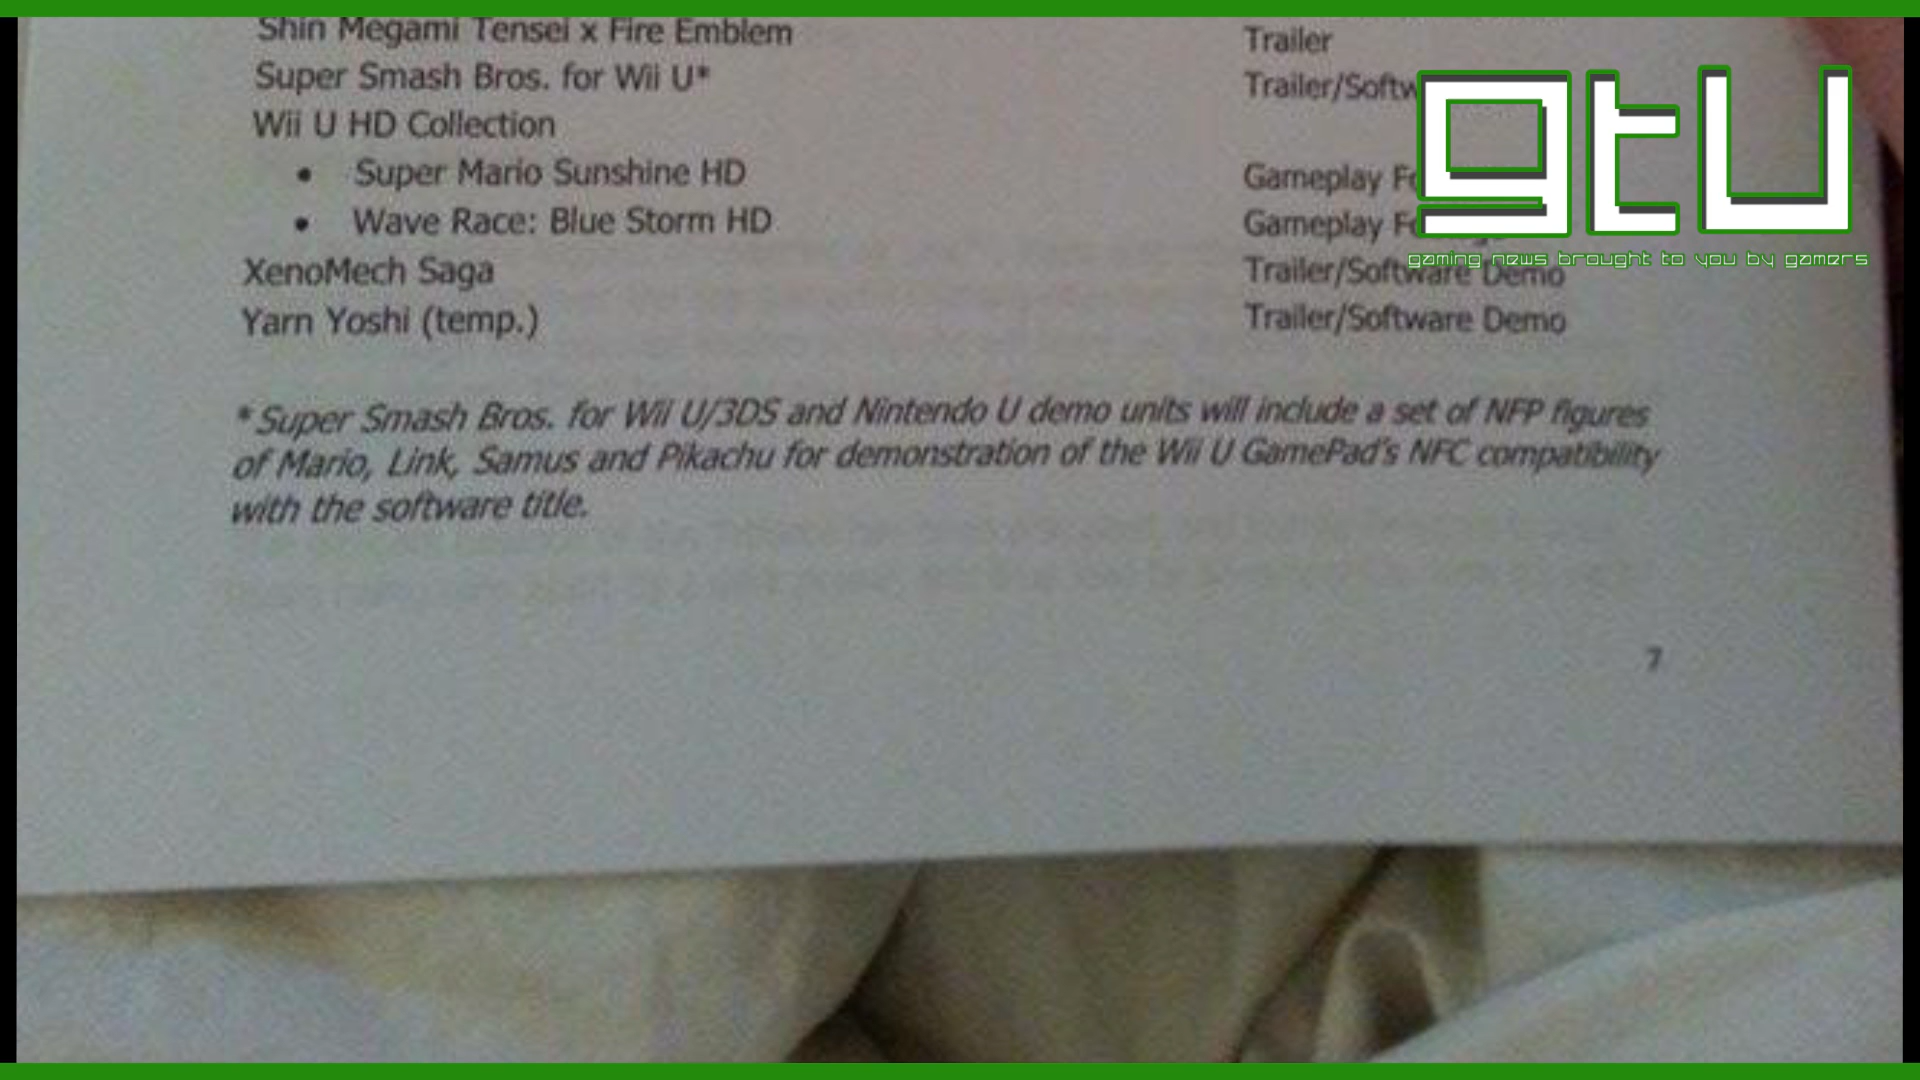 Shin Megami Tensei x Fire Emblem Trailer
Super Smash Bros. for Wii U* Trailer/Softw
Wii U HD Collection
• Super Mario Sunshine HD Gameplay
• Wave Race: Blue Storm HD Gameplay
XenoMech Saga Trailer/Software Demo
Yarn Yoshi (temp.) Trailer/Software Demo
* Super Smash Bros. for Wii U/3DS and Nintendo U demo units will include a set of NFP figures
of Mario, Link, Samus and Pikachu for demonstration of the Wii U GamePad's NFC compatibility
with the software title.
7
gtu
gaming news brought to you by gamers